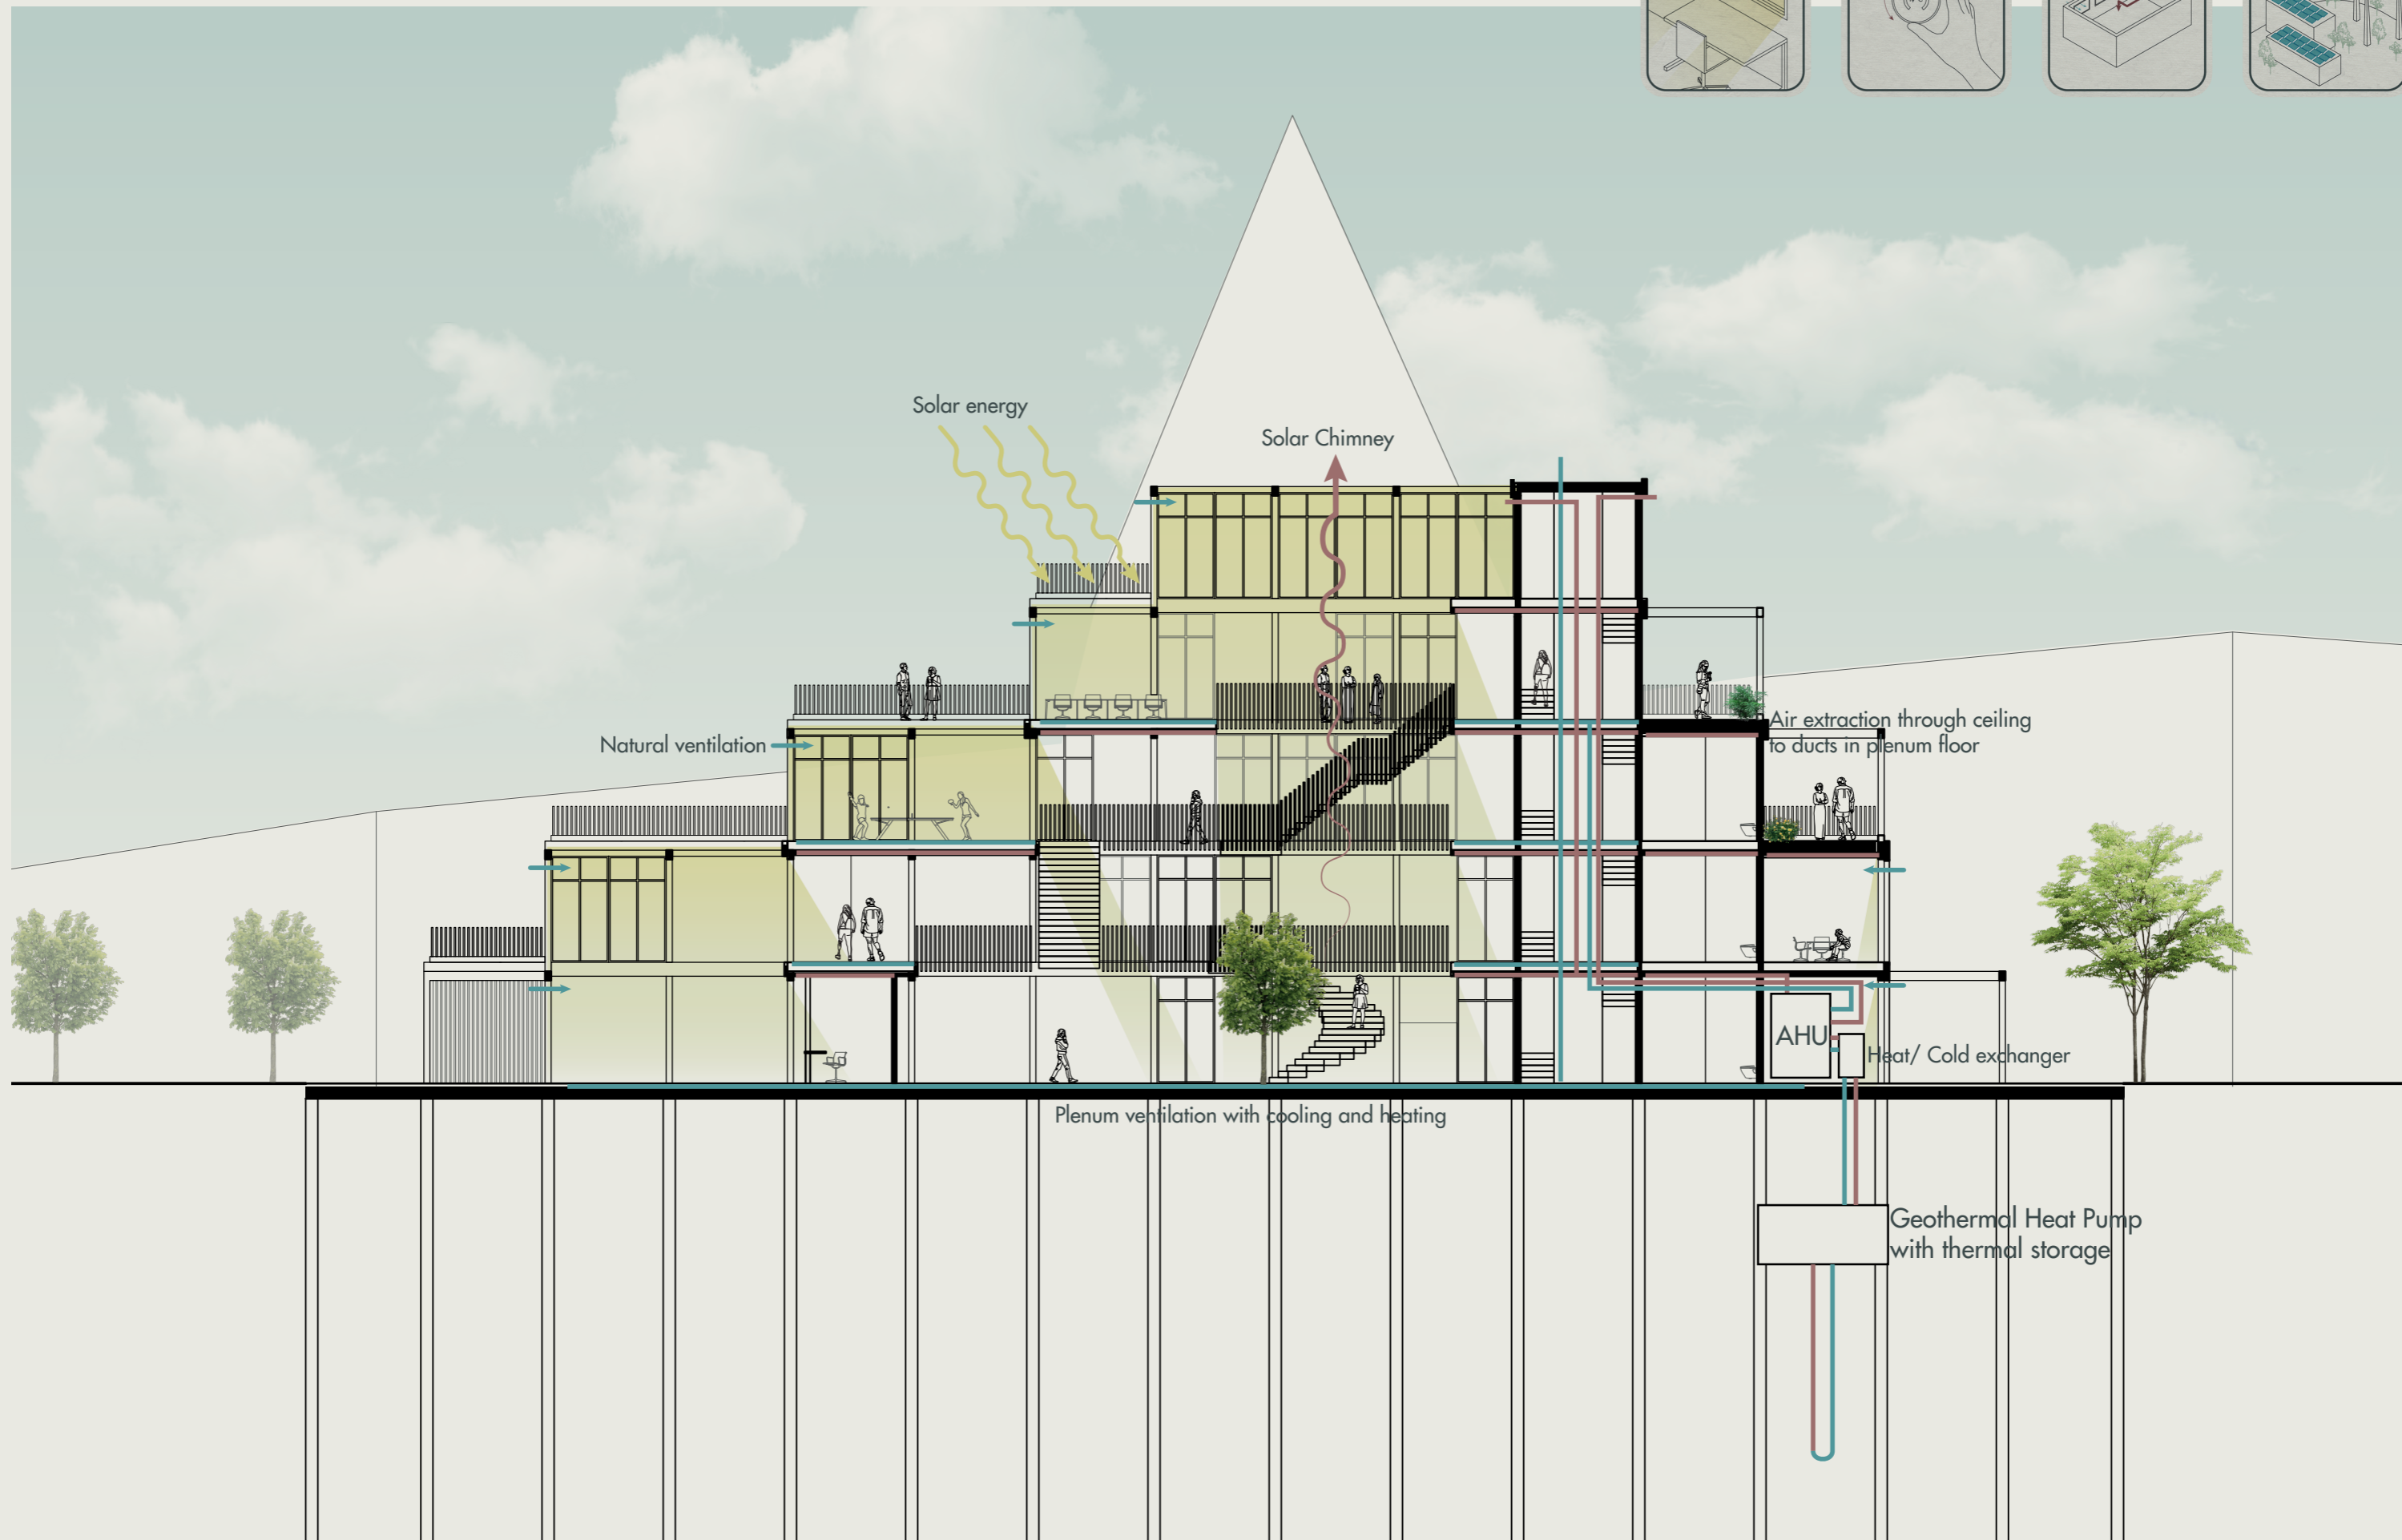 Solar energy
Solar Chimney
Natural ventilation
Air extraction through ceiling
to ducts in plenum floor
AHU
Heat/ Cold exchanger
Plenum ventilation with cooling and heating
Geothermal Heat Pump
with thermal storage